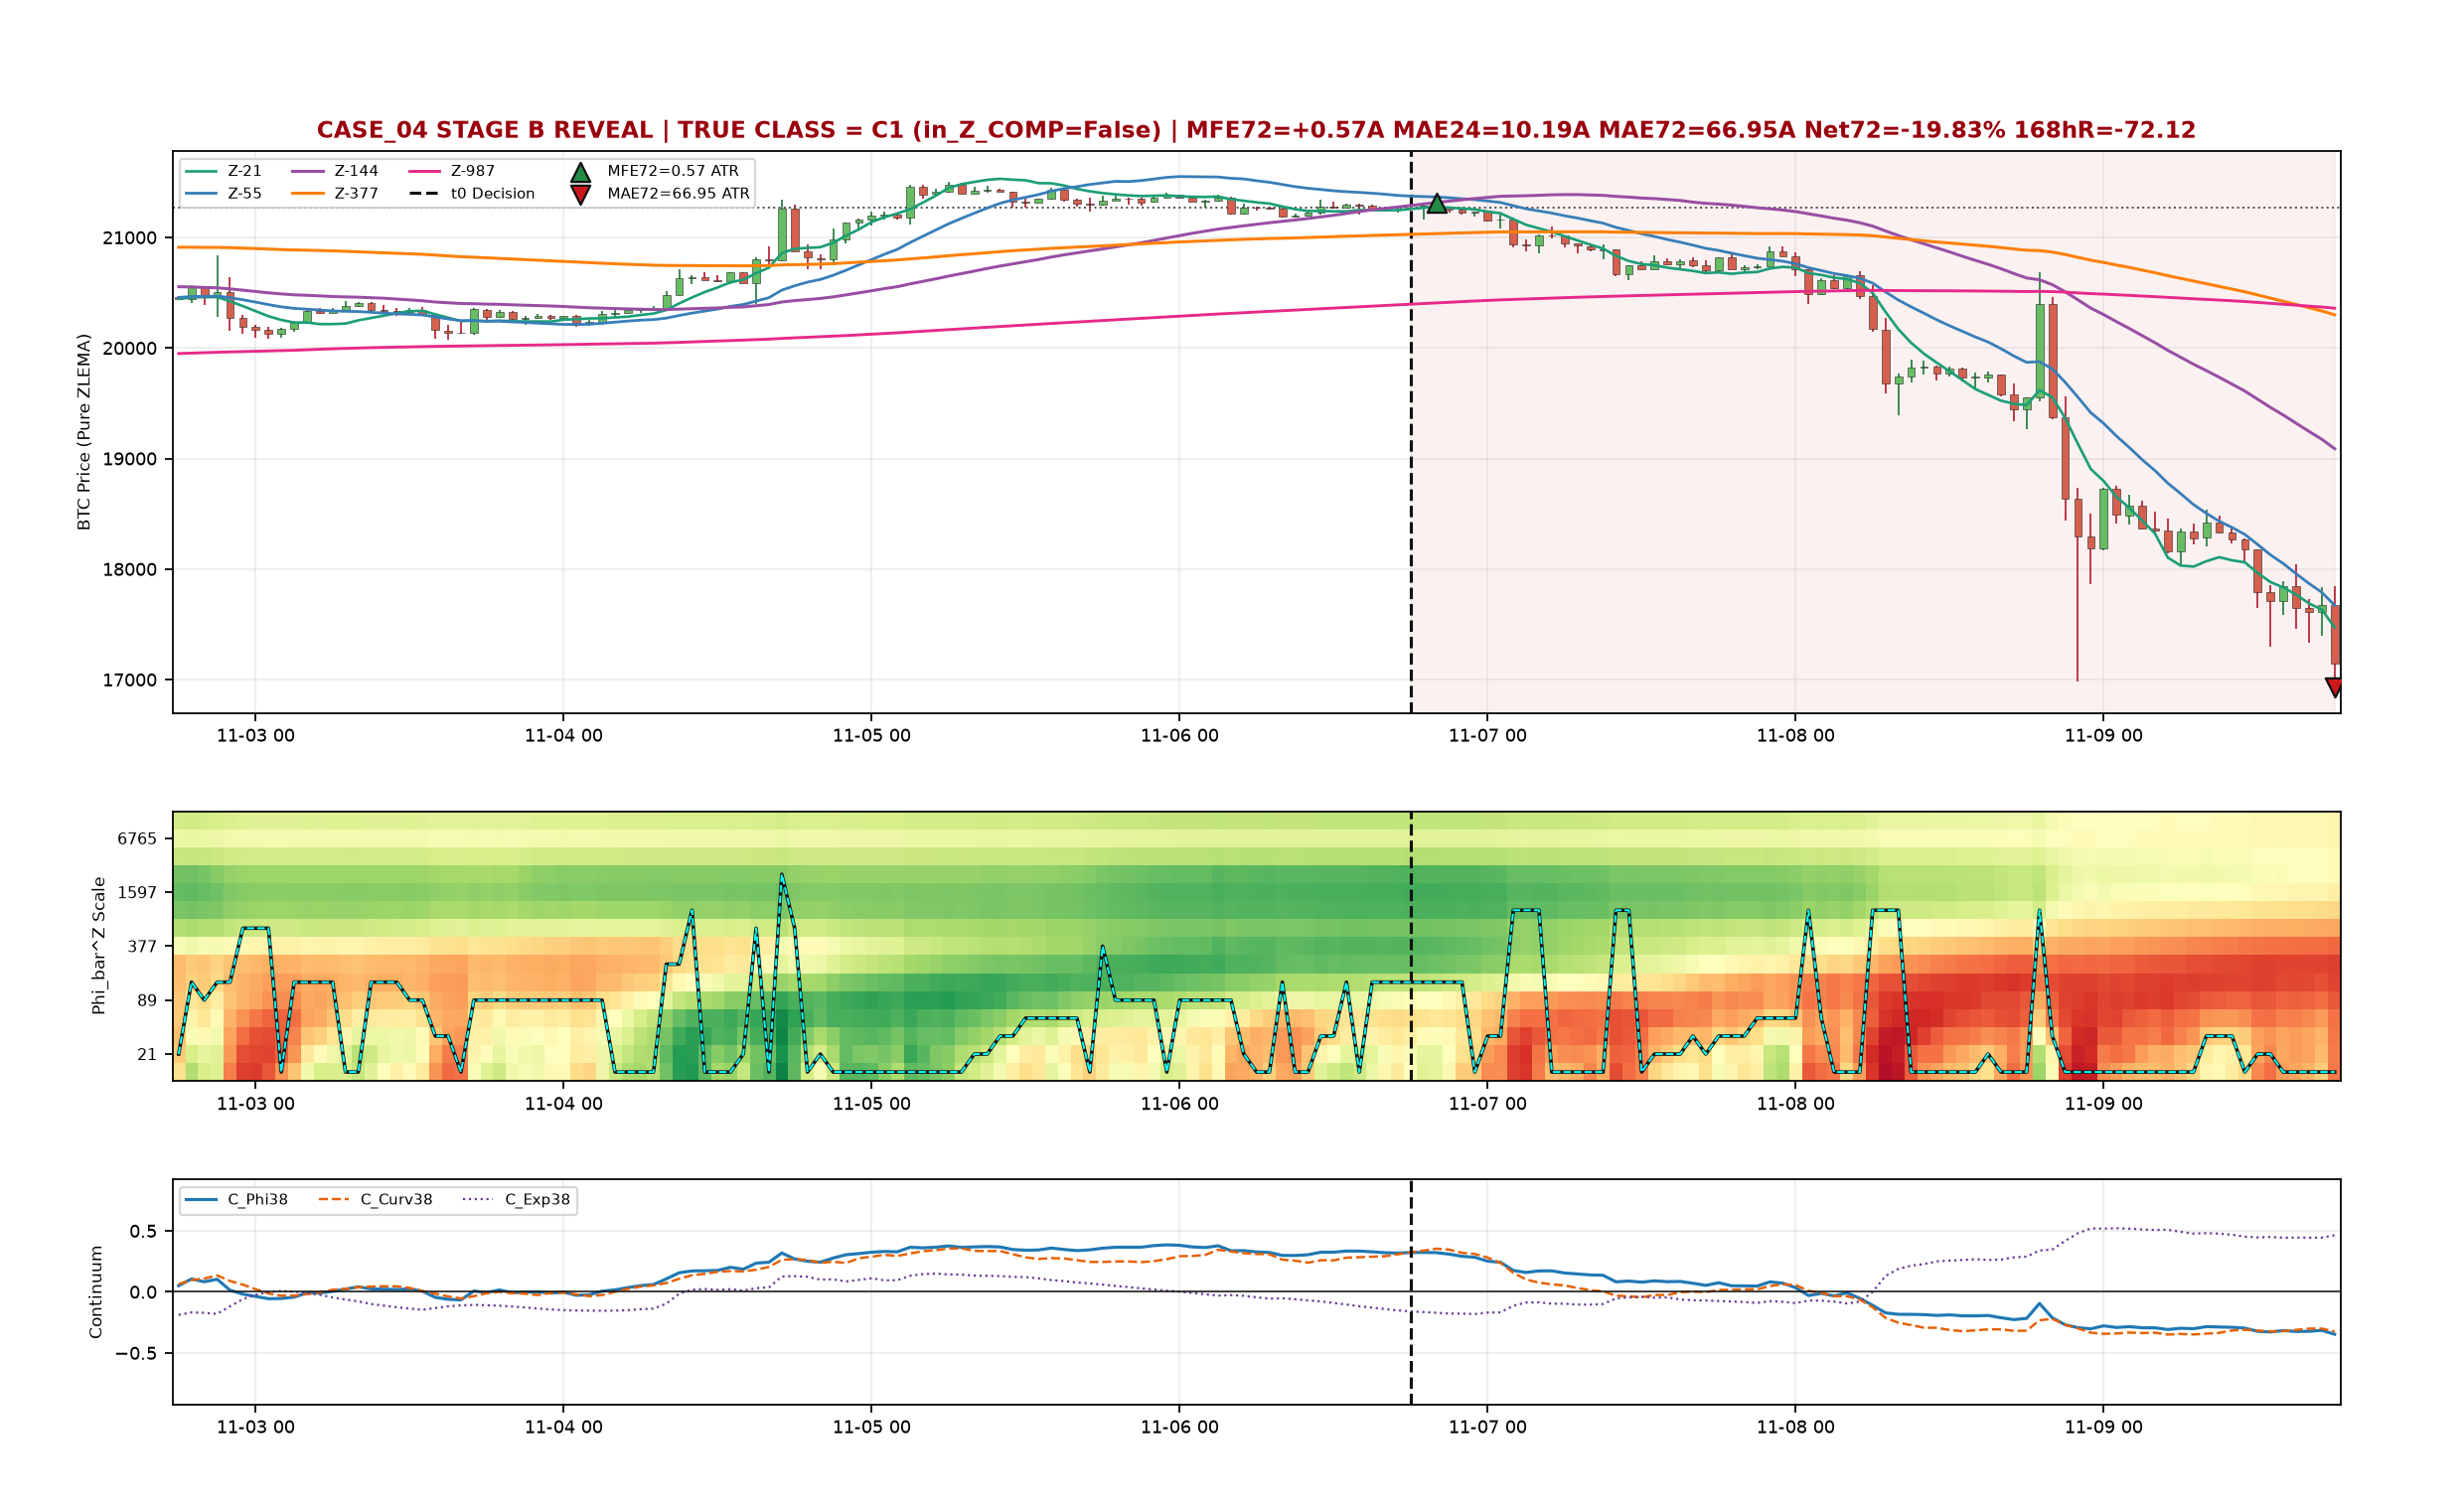 CASE_04 STAGE B REVEAL | TRUE CLASS = C1 (in_Z_COMP=False) | MFE72=+0.57A MAE24=10.19A MAE72=66.95A Net72=-19.83% 168hR=-72.12
Z-21 Z-144 Z-987 MFE72=0.57 ATR
Z-55 Z-377 t0 Decision MAE72=66.95 ATR
BTC Price (Pure ZLEMA)
21000
20000
19000
18000
17000
11-03 00 11-04 00 11-05 00 11-06 00 11-07 00 11-08 00 11-09 00
Phi_bar^Z Scale
6765
1597
377
89
21
11-03 00 11-04 00 11-05 00 11-06 00 11-07 00 11-08 00 11-09 00
C_Phi38 C_Curv38 C_Exp38
Continuum
0.5
0.0
−0.5
11-03 00 11-04 00 11-05 00 11-06 00 11-07 00 11-08 00 11-09 00